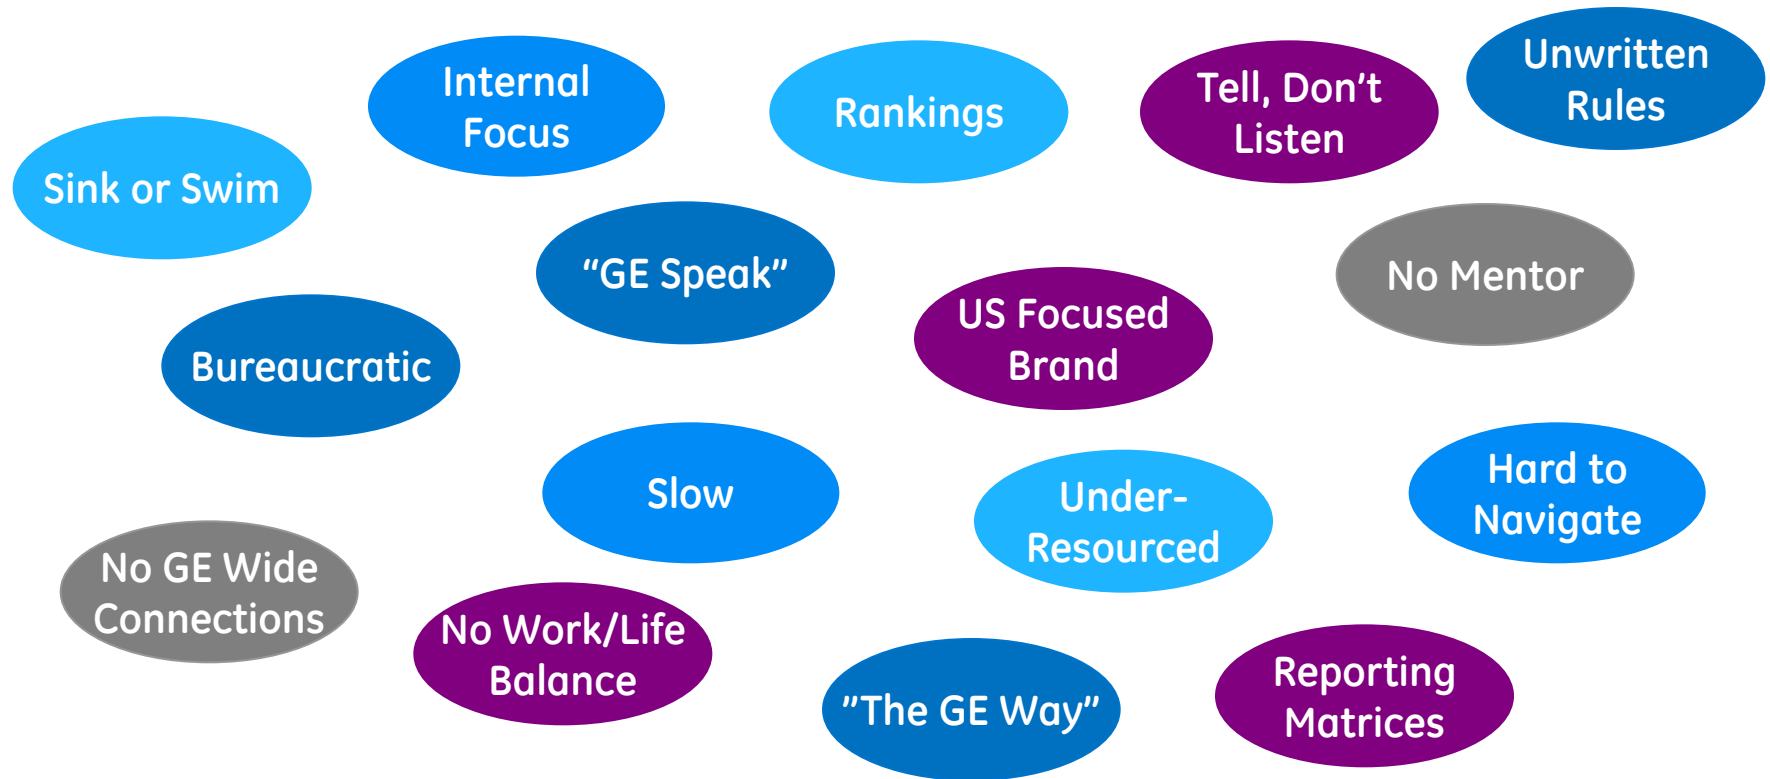 Internal
Focus
Rankings
Tell, Don't
Listen
Unwritten
Rules
Sink or Swim
“GE Speak”
No Mentor
US Focused
Brand
Bureaucratic
Slow
Under-
Resourced
Hard to
Navigate
No GE Wide
Connections
No Work/Life
Balance
”The GE Way”
Reporting
Matrices